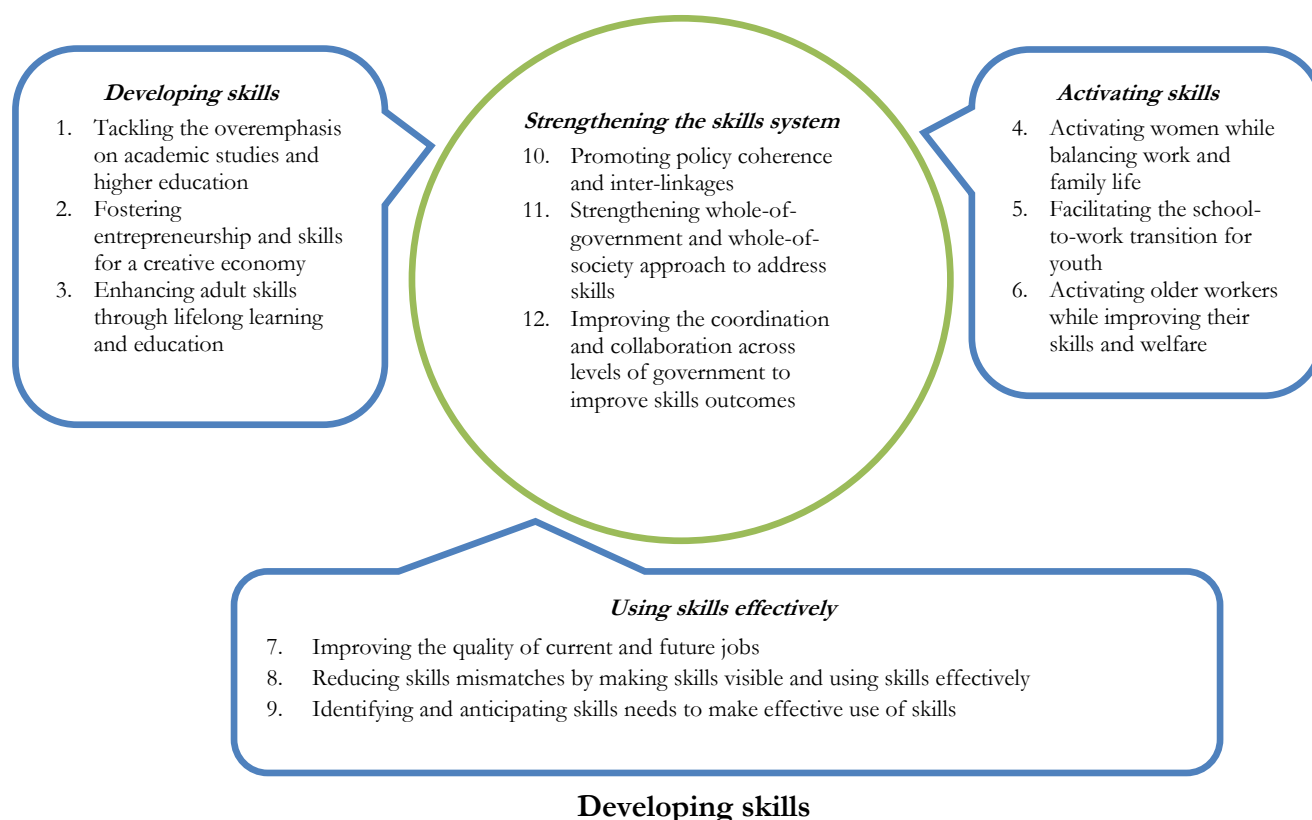 Developing skills
1. Tackling the overemphasis
on academic studies and
higher education
2. Fostering
entrepreneurship and skills
for a creative economy
3. Enhancing adult skills
through lifelong learning
and education
Strengthening the skills system
10. Promoting policy coherence
and inter-linkages
11. Strengthening whole-of-
government and whole-of-
society approach to address
skills
12. Improving the coordination
and collaboration across
levels of government to
improve skills outcomes
Activating skills
4. Activating women while
balancing work and
family life
5. Facilitating the school-
to-work transition for
youth
6. Activating older workers
while improving their
skills and welfare
Using skills effectively
7. Improving the quality of current and future jobs
8. Reducing skills mismatches by making skills visible and using skills effectively
9. Identifying and anticipating skills needs to make effective use of skills
Developing skills